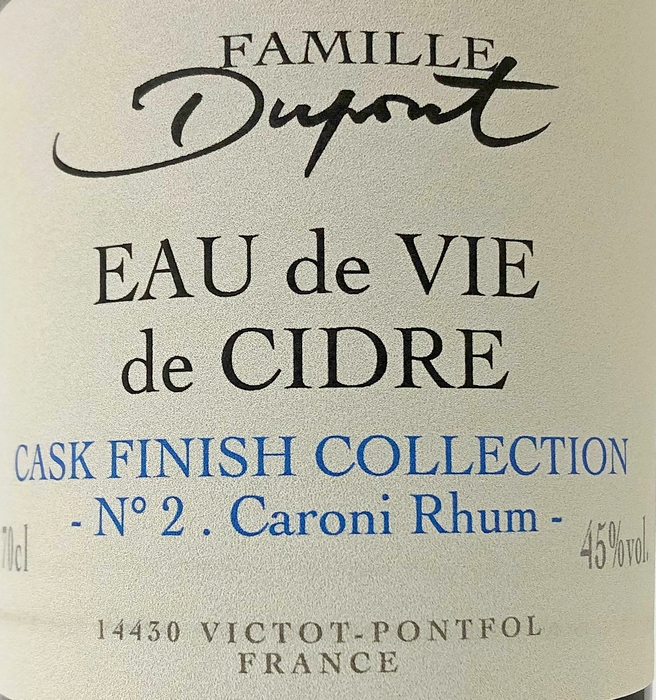 FAMILLE
Dupont
EAU de VIE
de CIDRE
CASK FINISH COLLECTION
- N° 2 . Caroni Rhum -
70cl
45%vol.
14430 VICTOT-PONTFOL
FRANCE